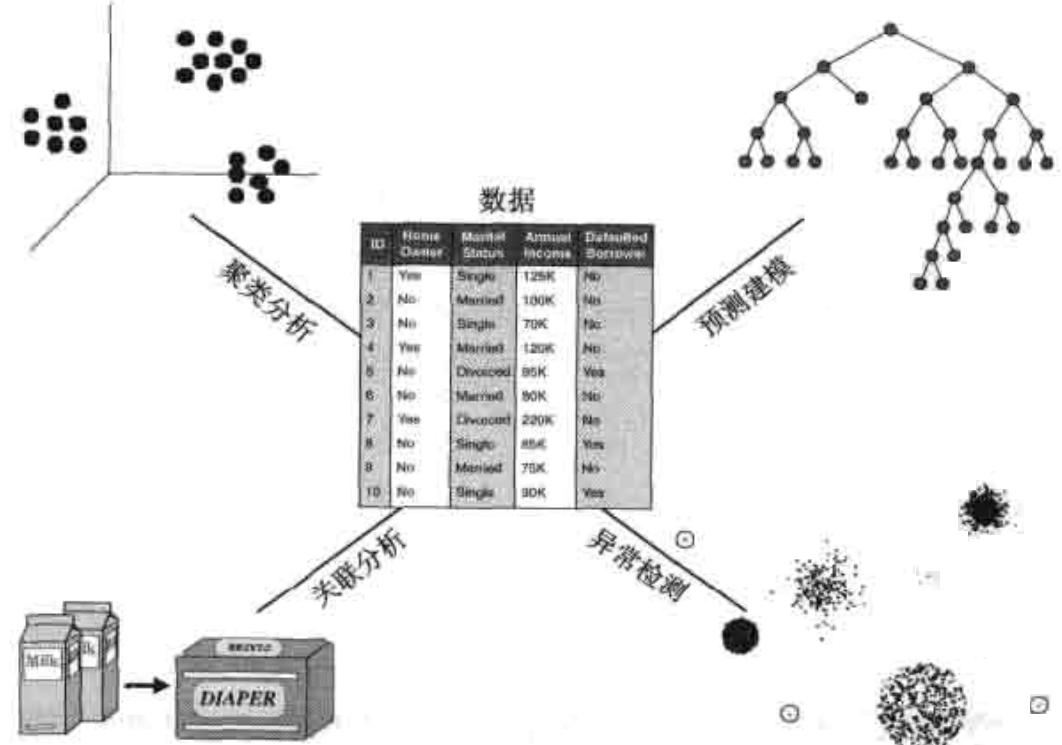 数据
ID Home Owner Marital Status Annual Income Defaulted Borrower
1 Yes Single 125K No
2 No Married 100K No
3 No Single 70K No
4 Yes Married 120K No
5 No Divorced 95K Yes
6 No Married 80K No
7 Yes Divorced 220K No
8 No Single 85K Yes
9 No Married 75K No
10 No Single 90K Yes
聚类分析
预测建模
关联分析
异常检测
Milk
DIAPER